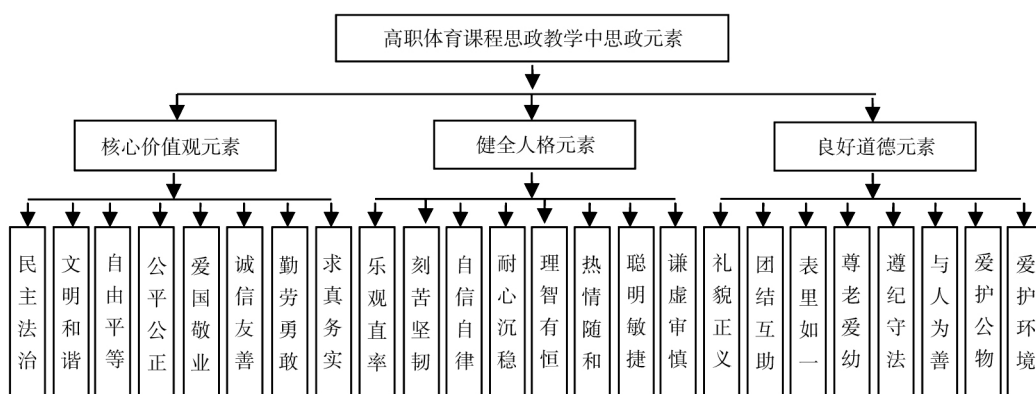 高职体育课程思政教学中思政元素
核心价值观元素
健全人格元素
良好道德元素
民主法治
文明和谐
自由平等
公平公正
爱国敬业
诚信友善
勤劳勇敢
求真务实
乐观直率
刻苦坚韧
自信自律
耐心沉稳
理智有恒
热情随和
聪明敏捷
谦虚审慎
礼貌正义
团结互助
表里如一
尊老爱幼
遵纪守法
与人为善
爱护公物
爱护环境